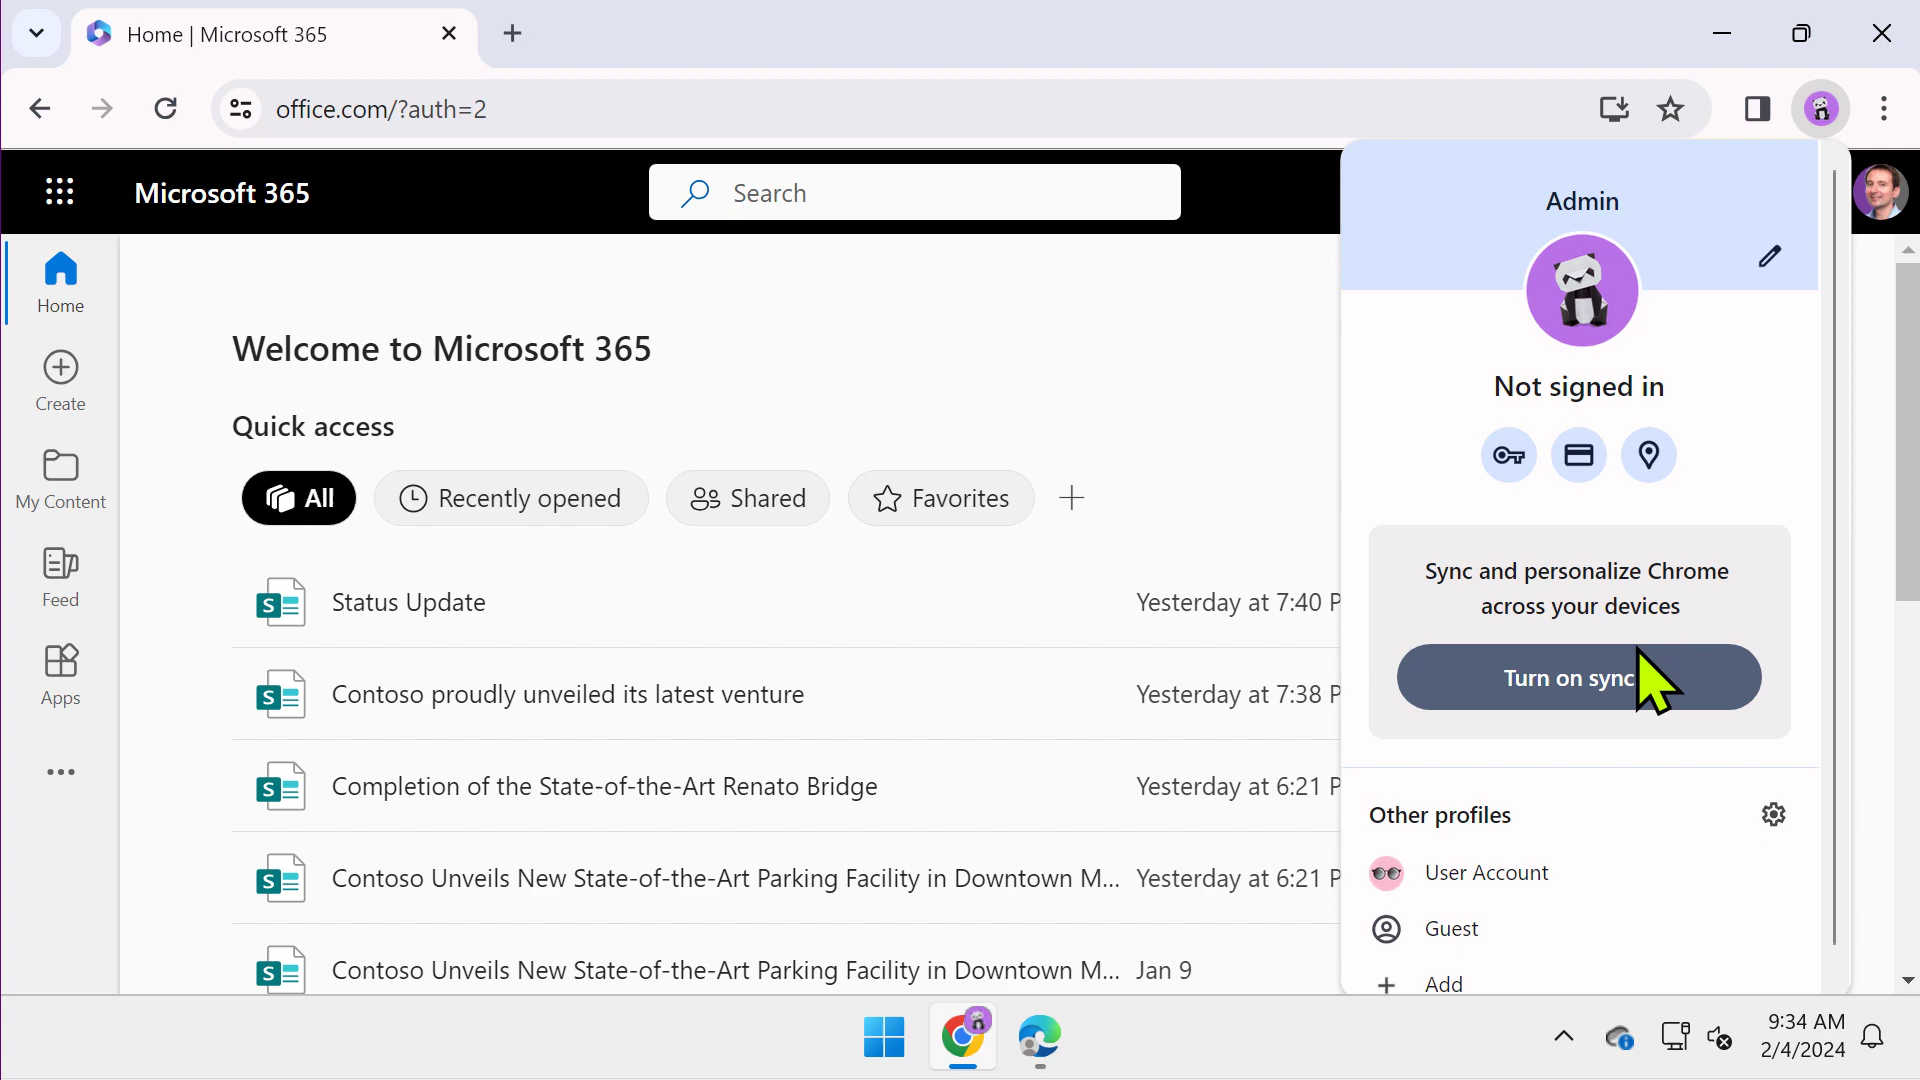 Home | Microsoft 365
office.com/?auth=2
Microsoft 365
Search
Admin
Home
Not signed in
Welcome to Microsoft 365
Create
Quick access
My Content
All
Recently opened
Shared
Favorites
Sync and personalize Chrome
across your devices
Turn on sync
Feed
Status Update
Yesterday at 7:40 P
Apps
Contoso proudly unveiled its latest venture
Yesterday at 7:38 P
Completion of the State-of-the-Art Renato Bridge
Yesterday at 6:21 P
Other profiles
User Account
Contoso Unveils New State-of-the-Art Parking Facility in Downtown M...
Yesterday at 6:21 P
Guest
Contoso Unveils New State-of-the-Art Parking Facility in Downtown M...
Jan 9
Add
9:34 AM
2/4/2024